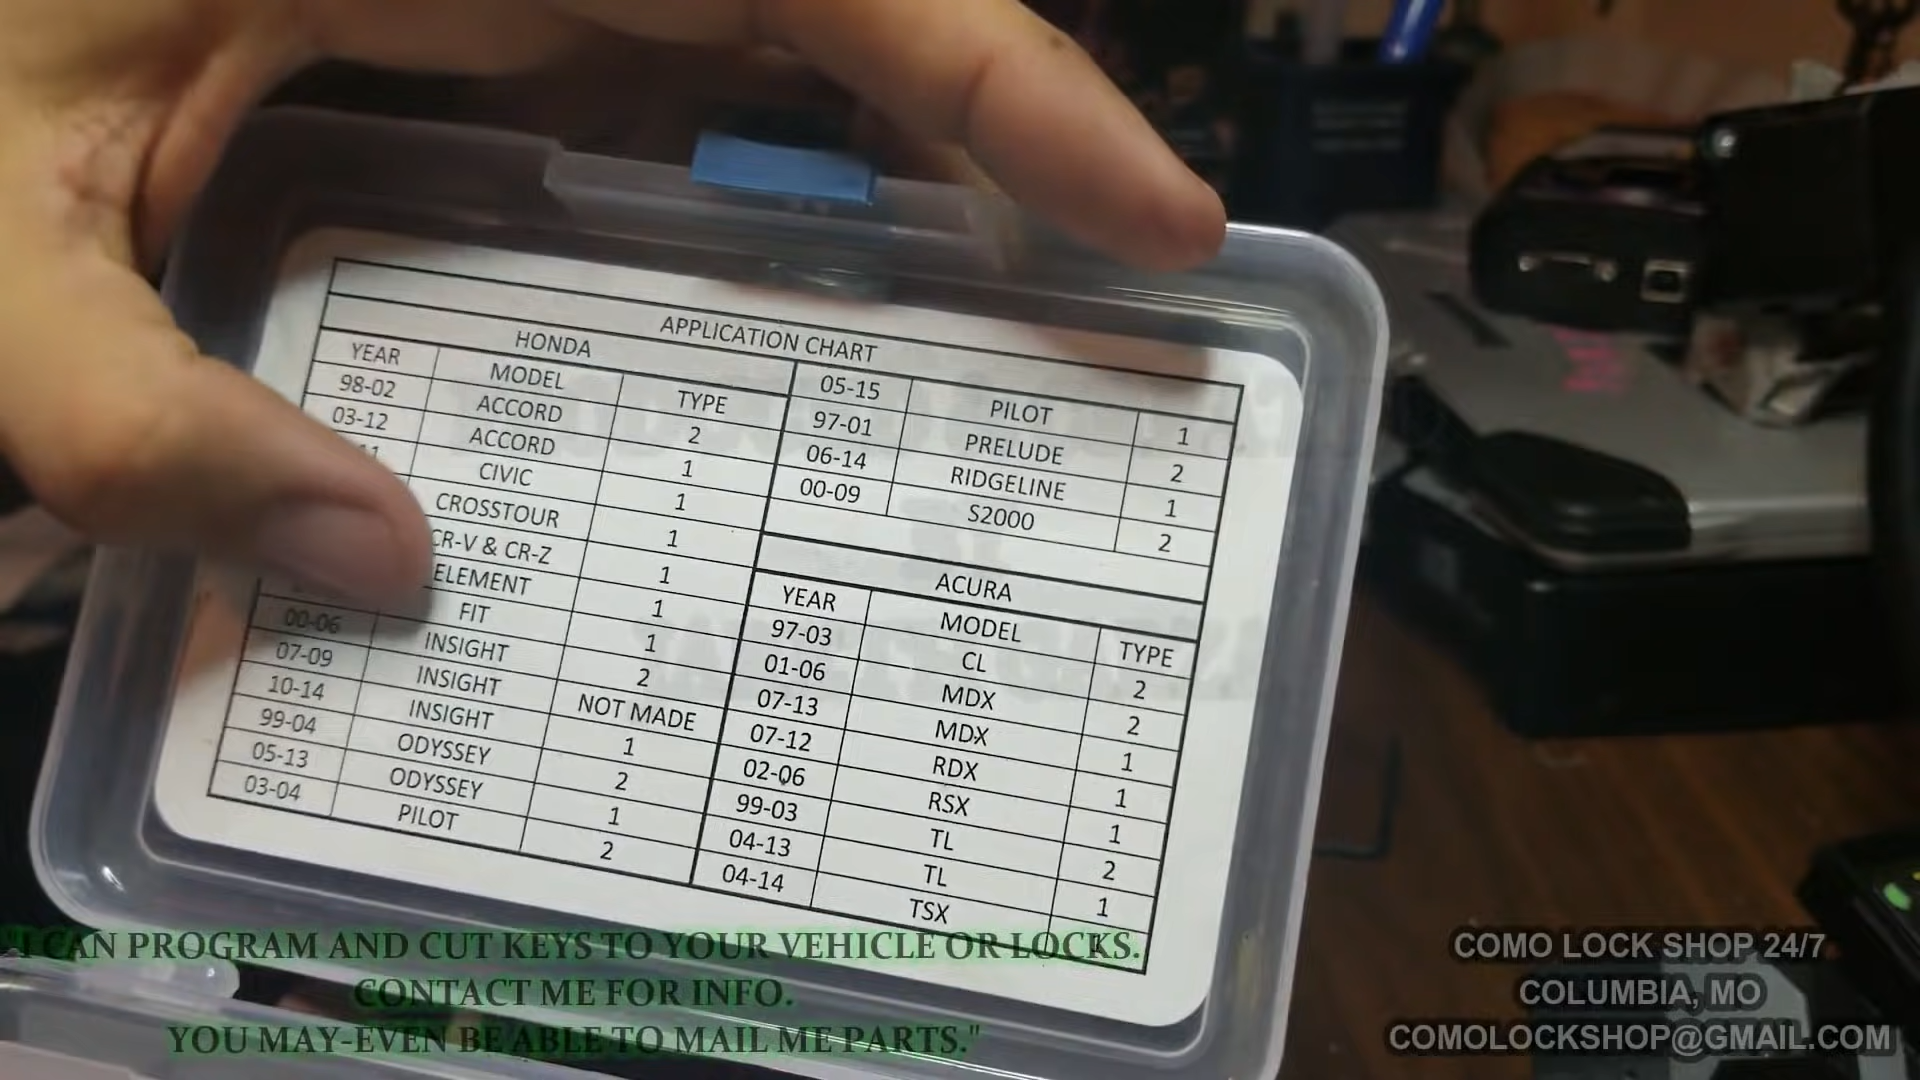 APPLICATION CHART
HONDA
YEAR MODEL TYPE
98-02 ACCORD 2
03-12 ACCORD 1
11 CIVIC 1
CROSSTOUR 1
CR-V & CR-Z 1
ELEMENT 1
FIT 1
00-06 INSIGHT 2
07-09 INSIGHT NOT MADE
10-14 INSIGHT 1
99-04 ODYSSEY 2
05-13 ODYSSEY 1
03-04 PILOT 2
05-15 PILOT 1
97-01 PRELUDE 2
06-14 RIDGELINE 1
00-09 S2000 2
ACURA
YEAR MODEL TYPE
97-03 CL 2
01-06 MDX 2
07-13 MDX 1
07-12 RDX 1
02-06 RSX 1
99-03 TL 2
04-13 TL 1
04-14 TSX
"I CAN PROGRAM AND CUT KEYS TO YOUR VEHICLE OR LOCKS.
CONTACT ME FOR INFO.
YOU MAY-EVEN BE ABLE TO MAIL ME PARTS."
COMO LOCK SHOP 24/7
COLUMBIA, MO
COMOLOCKSHOP@GMAIL.COM